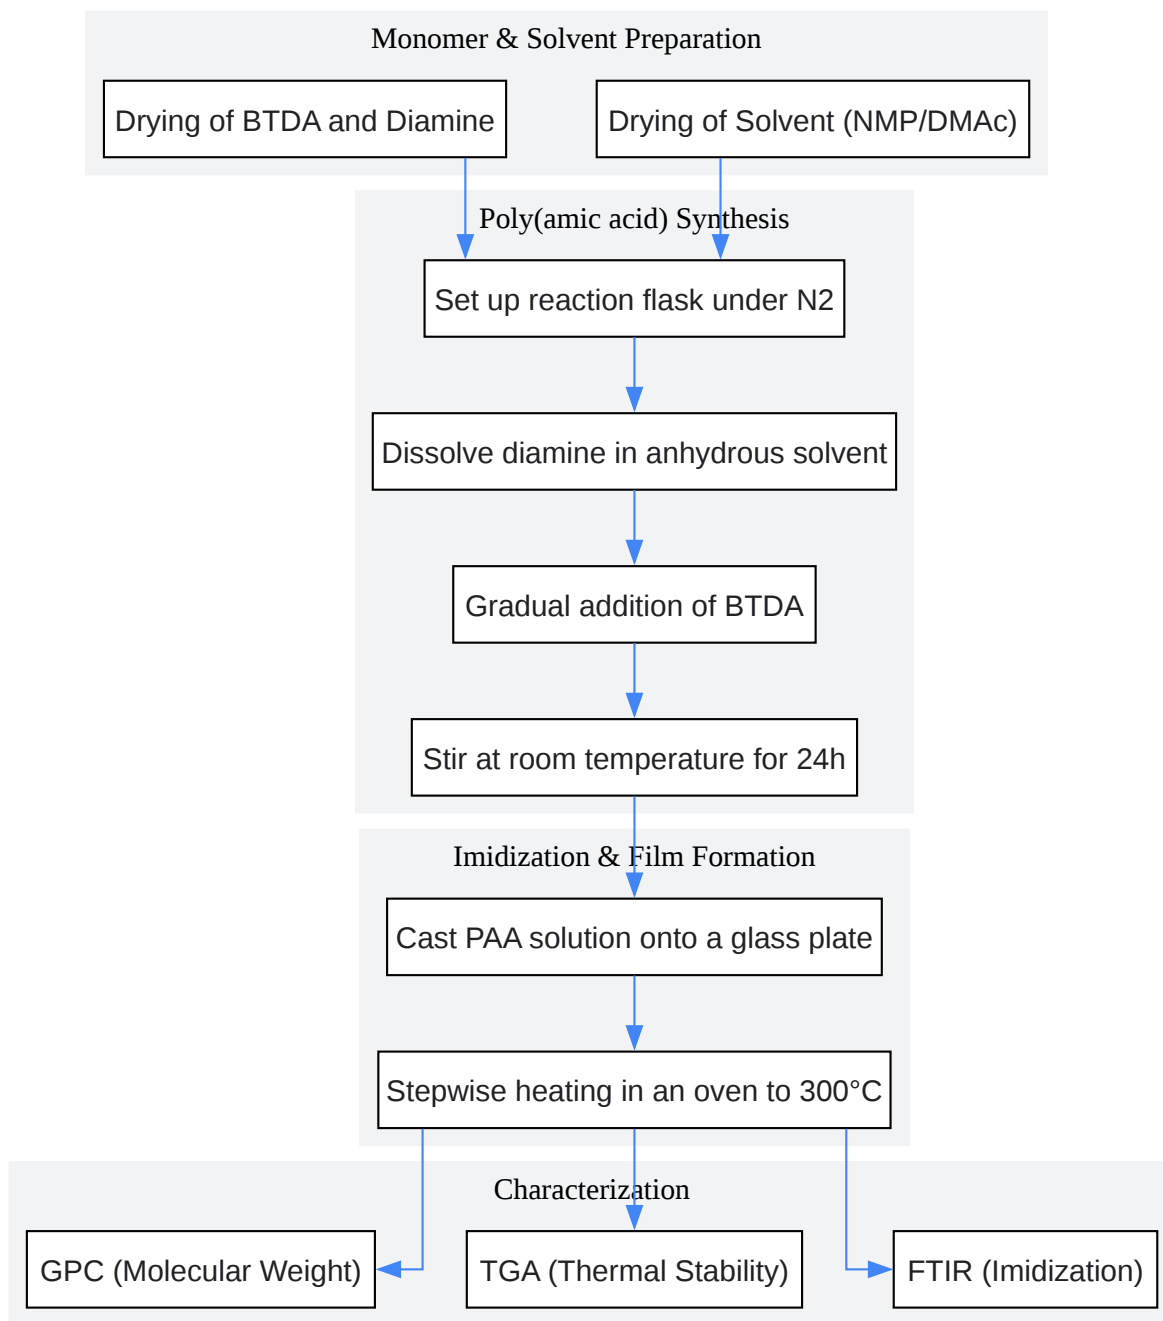 Monomer & Solvent Preparation
Drying of BTDA and Diamine
Drying of Solvent (NMP/DMAc)
Poly(amic acid) Synthesis
Set up reaction flask under N2
Dissolve diamine in anhydrous solvent
Gradual addition of BTDA
Stir at room temperature for 24h
Imidization & Film Formation
Cast PAA solution onto a glass plate
Stepwise heating in an oven to 300°C
Characterization
GPC (Molecular Weight)
TGA (Thermal Stability)
FTIR (Imidization)